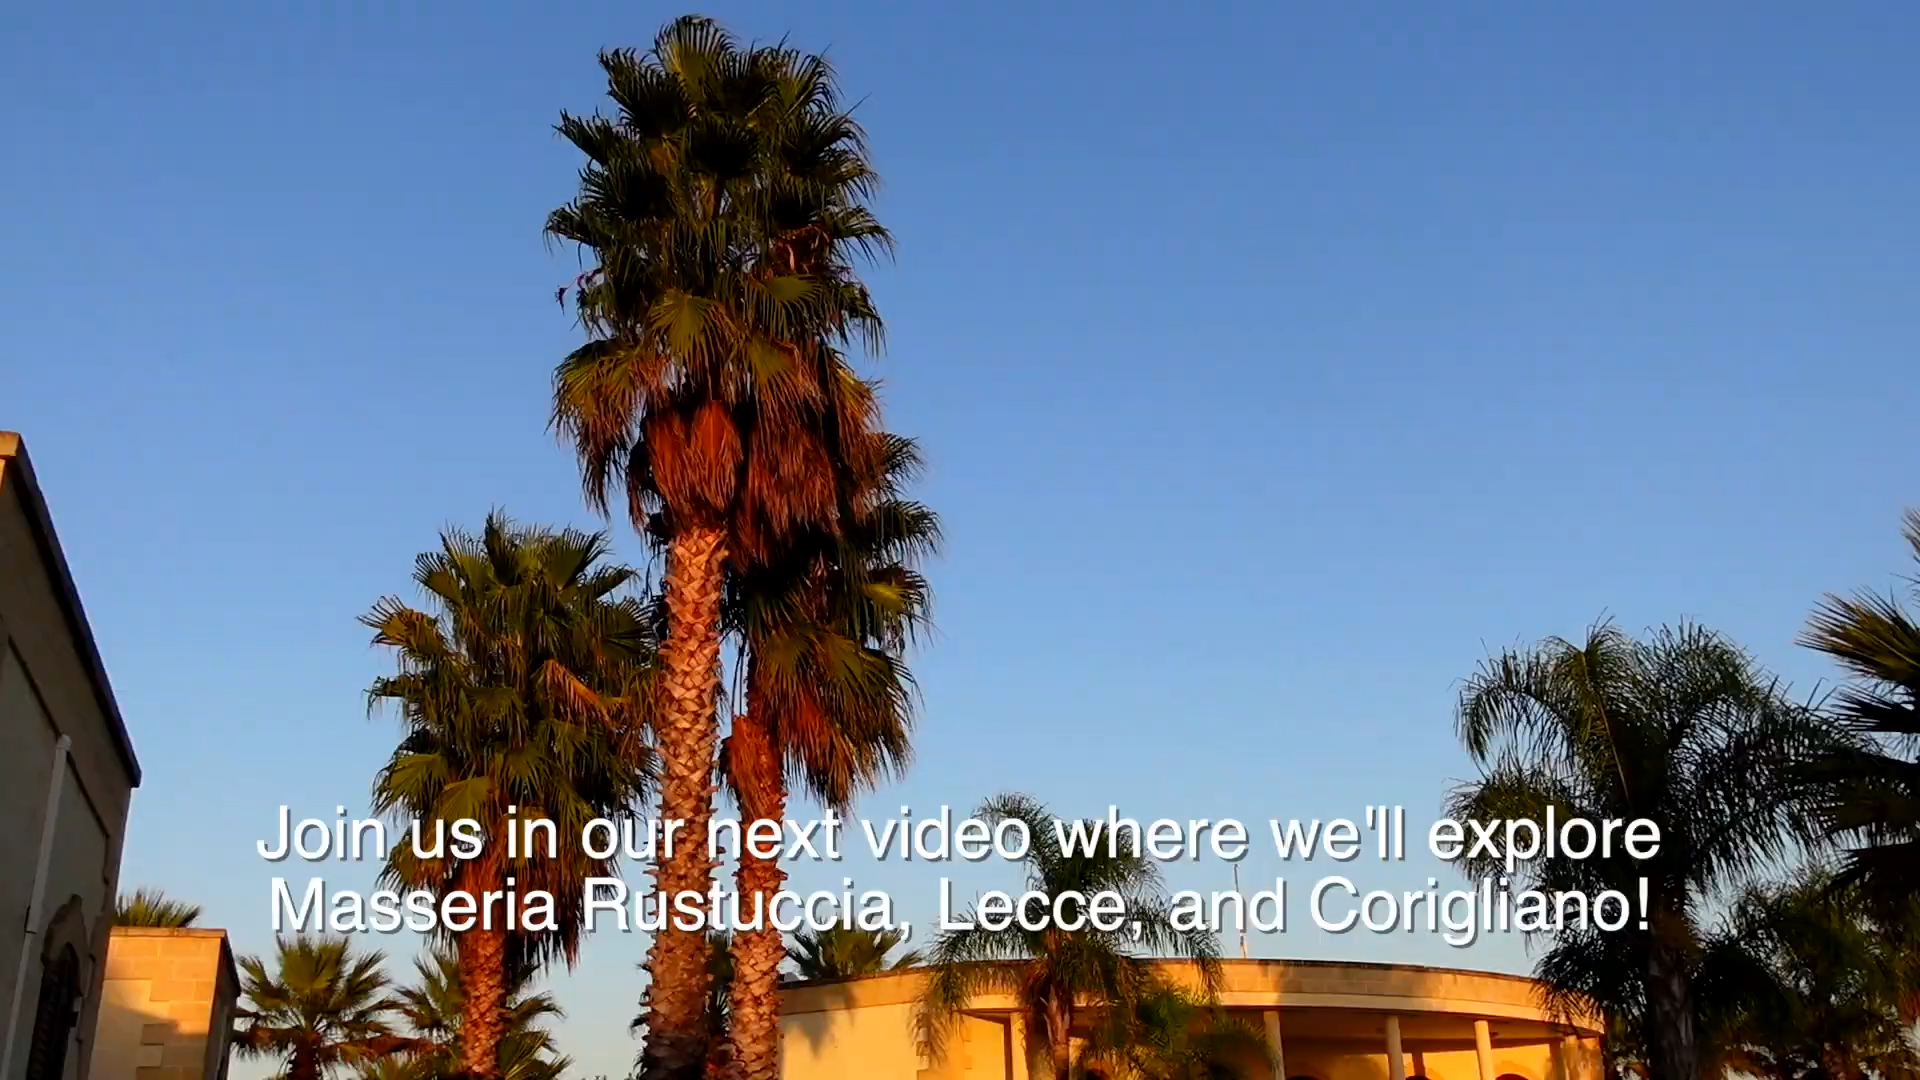 Join us in our next video where we'll explore
Masseria Rustuccia, Lecce, and Corigliano!